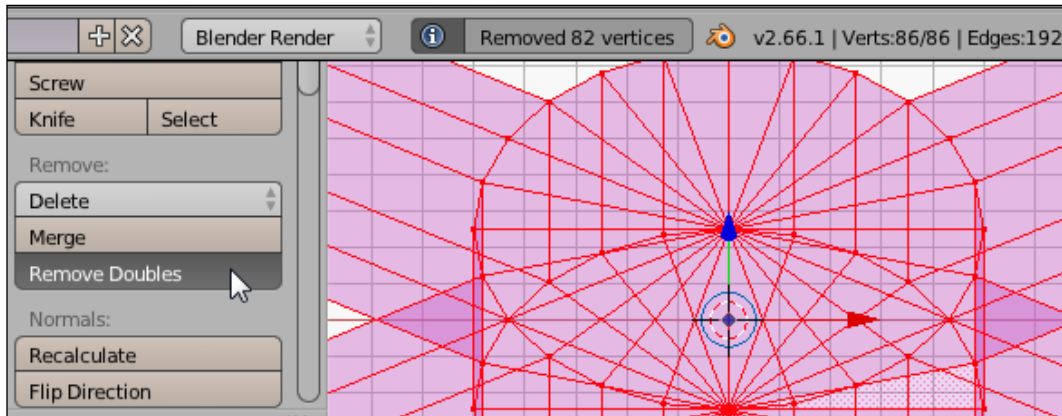 Blender Render
Removed 82 vertices
v2.66.1 | Verts:86/86 | Edges:192
Screw
Knife Select
Remove:
Delete
Merge
Remove Doubles
Normals:
Recalculate
Flip Direction